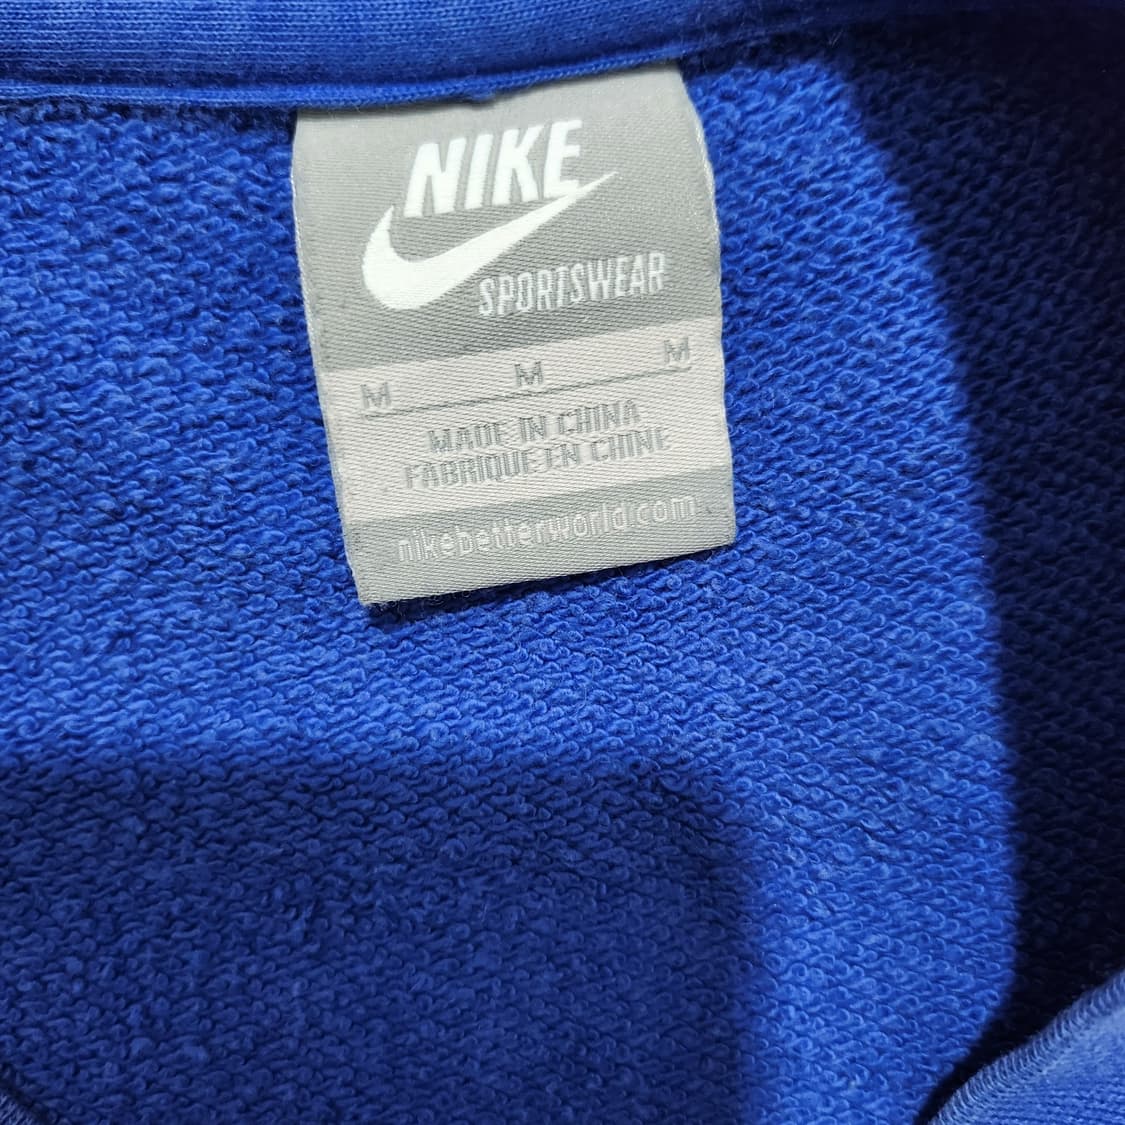 NIKE
SPORTSWEAR
M M M
MADE IN CHINA
FABRIQUE EN CHINE
nikebetterworld.com